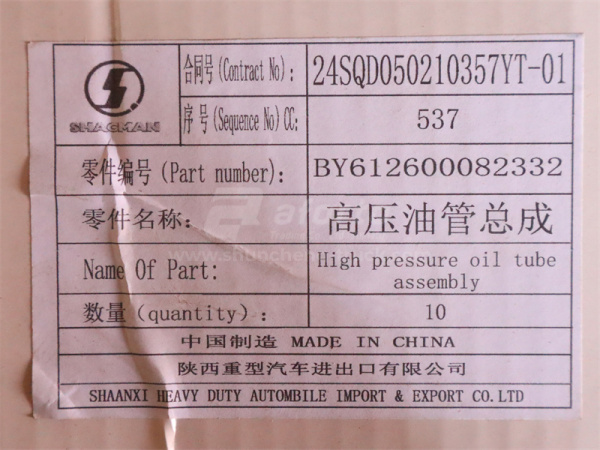 SHACMAN
合同号(Contract No): 24SQD050210357YT-01
序号(Sequence No)CC: 537
零件编号(Part number): BY612600082332
零件名称: 高压油管总成
Name Of Part: High pressure oil tube
assembly
数量(quantity): 10
中国制造 MADE IN CHINA
陕西重型汽车进出口有限公司
SHAANXI HEAVY DUTY AUTOMBILE IMPORT & EXPORT CO.LTD